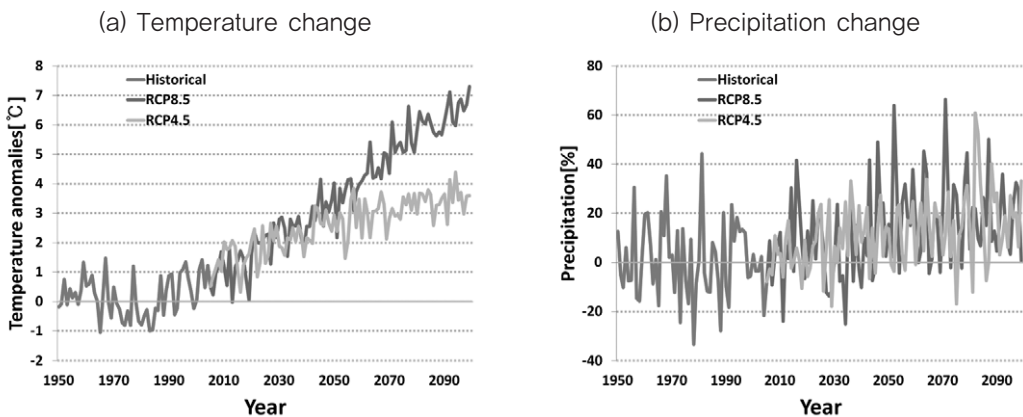 (a) Temperature change
8
7
6
5
4
3
2
1
0
-1
-2
Temperature anomalies[℃]
Historical
RCP8.5
RCP4.5
1950 1970 1990 2010 2030 2050 2070 2090
Year
(b) Precipitation change
80
60
40
20
0
-20
-40
Precipitation[%]
Historical
RCP8.5
RCP4.5
1950 1970 1990 2010 2030 2050 2070 2090
Year